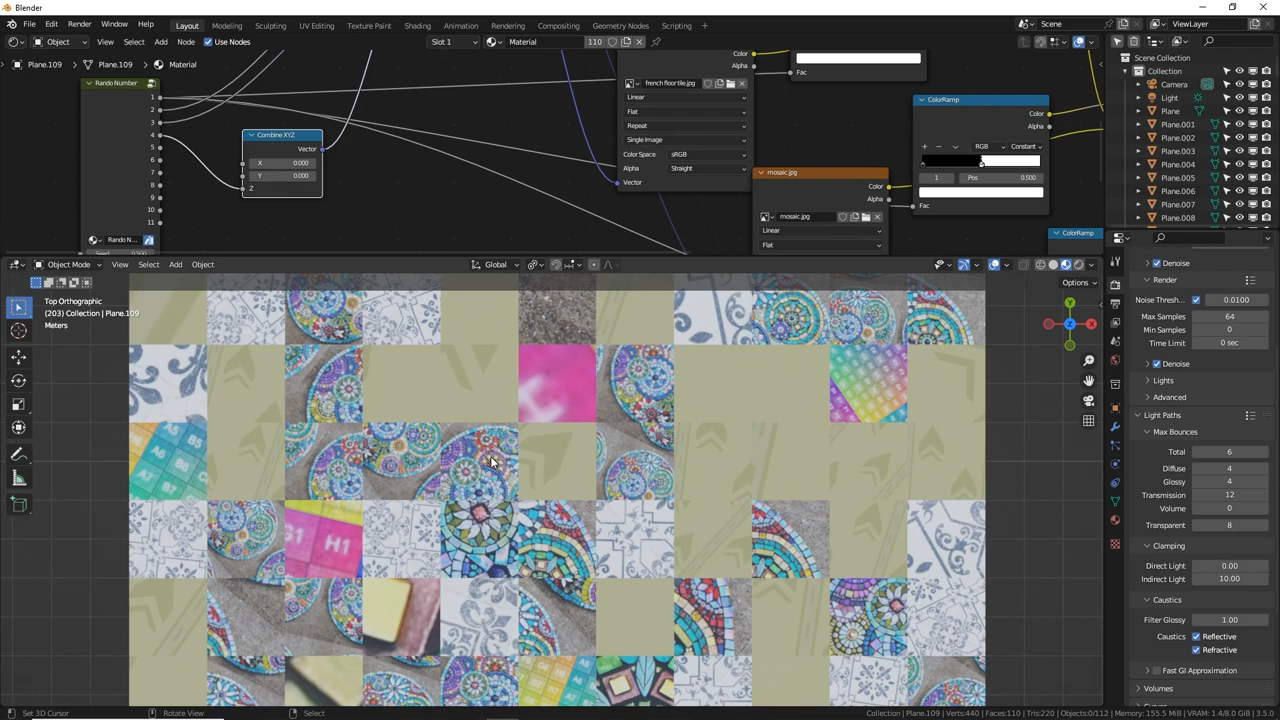 Blender
File Edit Render Window Help Layout Modeling Sculpting UV Editing Texture Paint Shading Animation Rendering Compositing Geometry Nodes Scripting + Scene ViewLayer
Object View Select Add Node Use Nodes Slot 1 Material 110
Plane.109 > Plane.109 > Material
Rando Number
1
2
3
4
5
6
7
8
9
10
11
Rando N...
Combine XYZ
Vector
X 0.000
Y 0.000
Z
Color
Alpha
french floor tile.jpg
Linear
Flat
Repeat
Single Image
Color Space sRGB
Alpha Straight
Vector
Fac
mosaic.jpg
Color
Alpha
mosaic.jpg
Linear
Flat
ColorRamp
Color
Alpha
RGB Constant
1 Pos 0.500
Fac
ColorRamp
Scene Collection
Collection
Camera
Light
Plane
Plane.001
Plane.002
Plane.003
Plane.004
Plane.005
Plane.006
Plane.007
Plane.008
Object Mode View Select Add Object Global
Options
Top Orthographic
(203) Collection | Plane.109
Meters
Y
Z
X
H1
Denoise
Render
Noise Thresh... 0.0100
Max Samples 64
Min Samples 0
Time Limit 0 sec
Denoise
Lights
Advanced
Light Paths
Max Bounces
Total 6
Diffuse 4
Glossy 4
Transmission 12
Volume 0
Transparent 8
Clamping
Direct Light 0.00
Indirect Light 10.00
Caustics
Filter Glossy 1.00
Caustics Reflective
Refractive
Fast GI Approximation
Volumes
Set 3D Cursor Rotate View Select Collection | Plane.109 | Verts:440 | Faces:110 | Tris:220 | Objects:0/112 | Memory: 155.5 MiB | VRAM: 1.4/8.0 GiB | 3.5.0